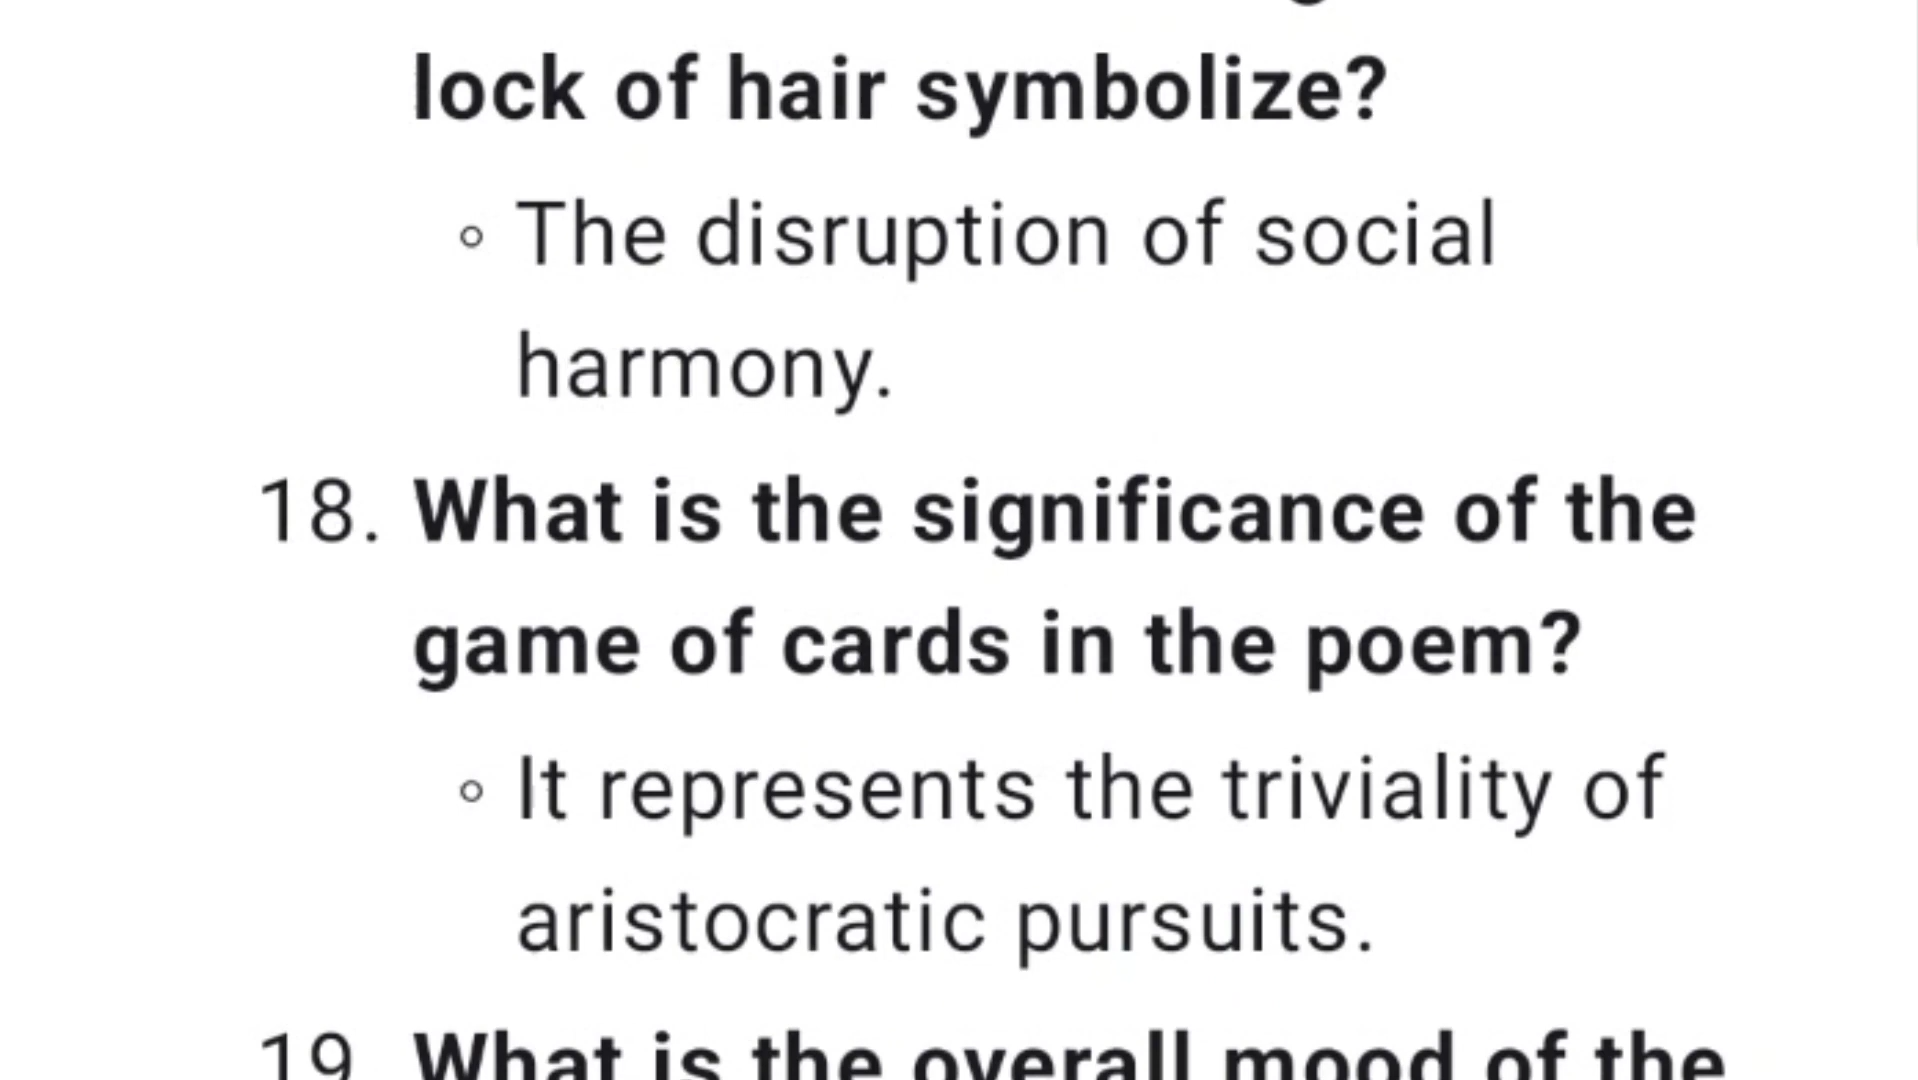 lock of hair symbolize?
◦ The disruption of social
harmony.
18. What is the significance of the
game of cards in the poem?
◦ It represents the triviality of
aristocratic pursuits.
19. What is the overall mood of the